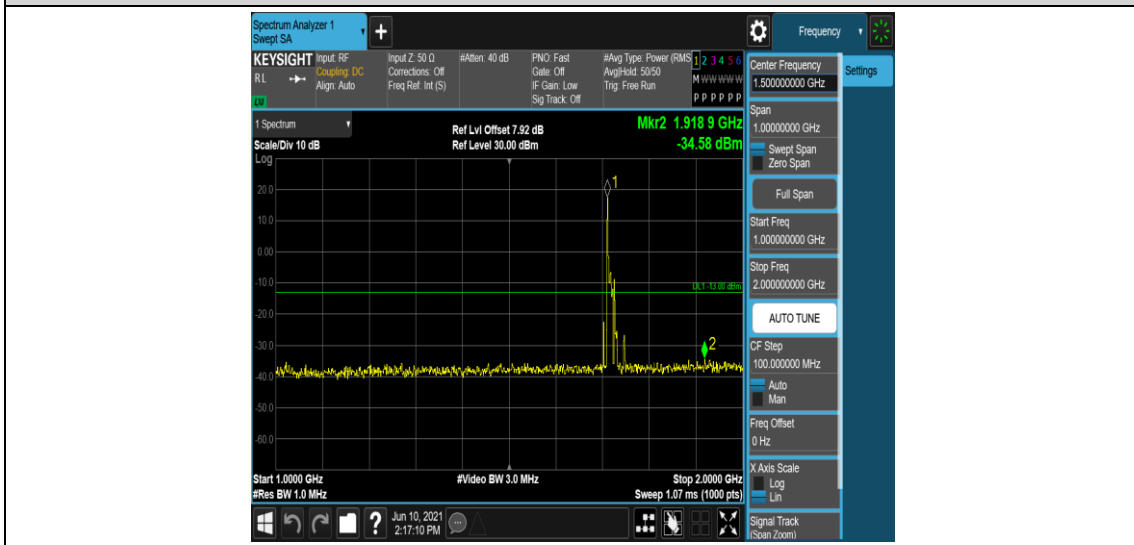 Spectrum Analyzer 1
Swept SA
+
Frequency
KEYSIGHT
RL
LXI
Input: RF
Coupling: DC
Align: Auto
Input Z: 50 Ω
Corrections: Off
Freq Ref: Int (S)
#Atten: 40 dB
PNO: Fast
Gate: Off
IF Gain: Low
Sig Track: Off
#Avg Type: Power (RMS
Avg|Hold: 50/50
Trig: Free Run
1 2 3 4 5 6
M W W W W W
P P P P P P
1 Spectrum
Scale/Div 10 dB
Ref Lvl Offset 7.92 dB
Ref Level 30.00 dBm
Mkr2 1.918 9 GHz
-34.58 dBm
Log
20.0
10.0
0.00
-10.0
-20.0
-30.0
-40.0
-50.0
-60.0
1
DL1 -13.00 dBm
2
Start 1.0000 GHz
#Res BW 1.0 MHz
#Video BW 3.0 MHz
Stop 2.0000 GHz
Sweep 1.07 ms (1000 pts)
Center Frequency
1.500000000 GHz
Settings
Span
1.00000000 GHz
Swept Span
Zero Span
Full Span
Start Freq
1.000000000 GHz
Stop Freq
2.000000000 GHz
AUTO TUNE
CF Step
100.000000 MHz
Auto
Man
Freq Offset
0 Hz
X Axis Scale
Log
Lin
Signal Track
(Span Zoom)
?
Jun 10, 2021
2:17:10 PM